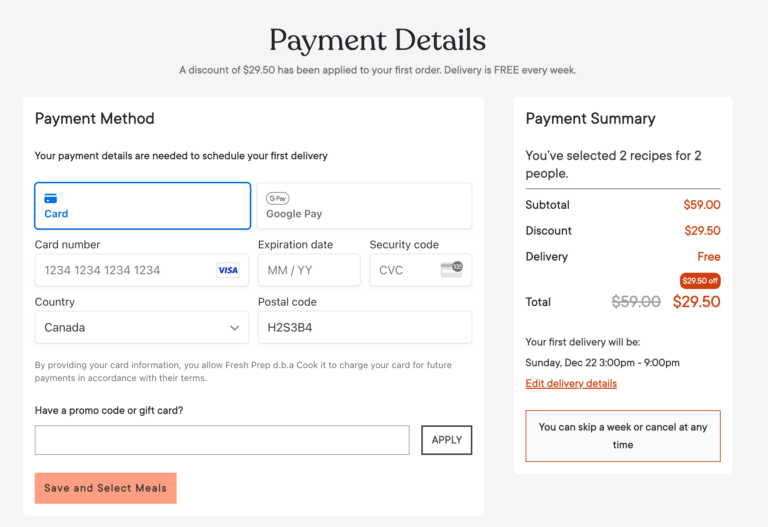 Payment Details
A discount of $29.50 has been applied to your first order. Delivery is FREE every week.
Payment Method
Your payment details are needed to schedule your first delivery
Card
G Pay
Google Pay
Card number
Expiration date
Security code
1234 1234 1234 1234
VISA
MM / YY
CVC
135
Country
Postal code
Canada
H2S3B4
By providing your card information, you allow Fresh Prep d.b.a Cook it to charge your card for future
payments in accordance with their terms.
Have a promo code or gift card?
APPLY
Save and Select Meals
Payment Summary
You've selected 2 recipes for 2
people.
Subtotal $59.00
Discount $29.50
Delivery Free
$29.50 off
Total $59.00 $29.50
Your first delivery will be:
Sunday, Dec 22 3:00pm - 9:00pm
Edit delivery details
You can skip a week or cancel at any
time